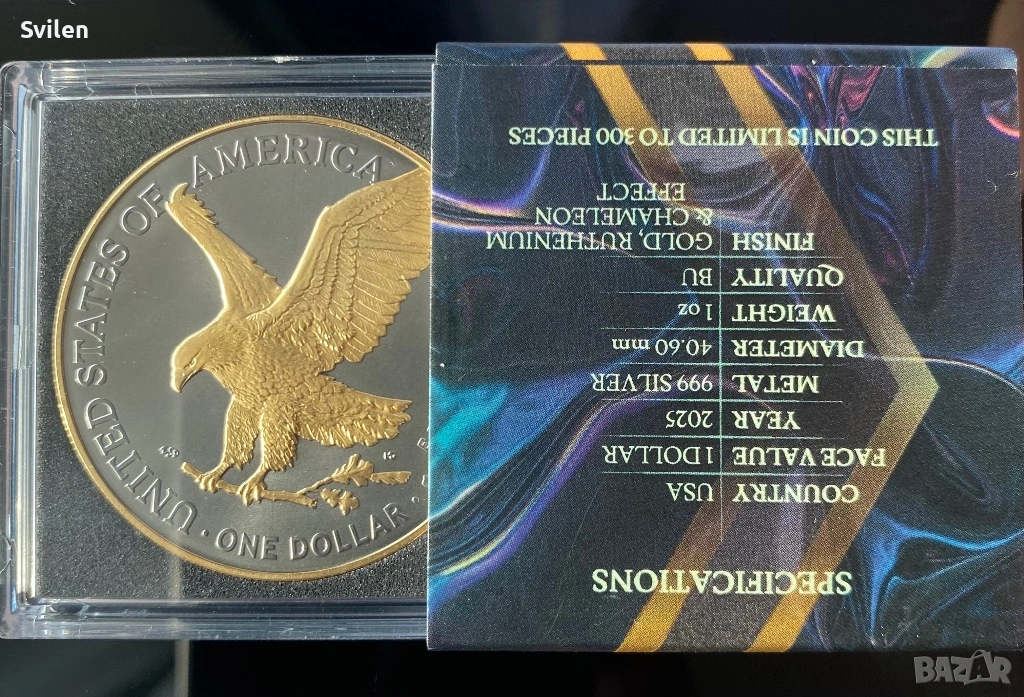 Svilen
UNITED STATES OF AMERICA
· ONE DOLLAR ·
SPECIFICATIONS
COUNTRY USA
FACE VALUE 1 DOLLAR
YEAR 2025
METAL 999 SILVER
DIAMETER 40.60 mm
WEIGHT 1 oz
QUALITY BU
FINISH GOLD, RUTHENIUM
& CHAMELEON
EFFECT
THIS COIN IS LIMITED TO 300 PIECES
BAZAR